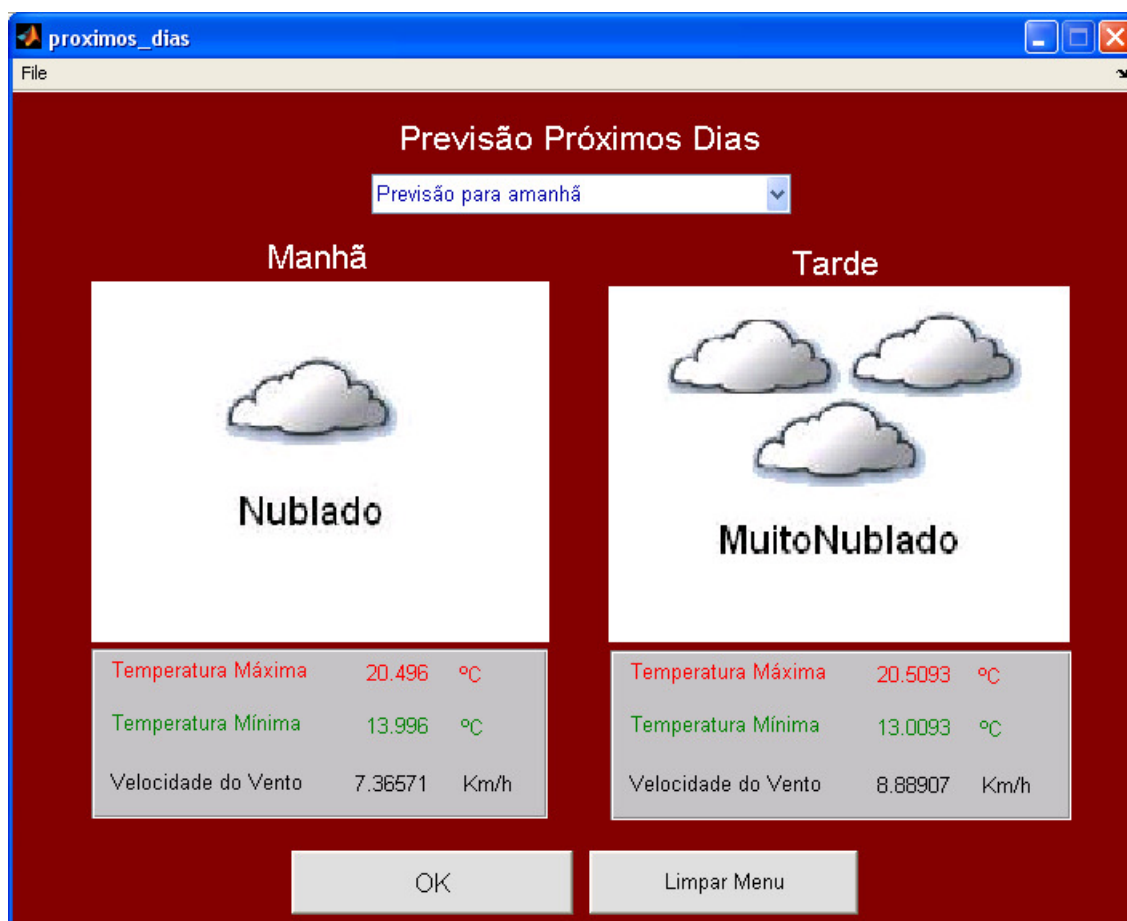 proximos_dias
File
Previsão Próximos Dias
Previsão para amanhã
Manhã
Nublado
Temperatura Máxima 20.496 ºC
Temperatura Mínima 13.996 ºC
Velocidade do Vento 7.36571 Km/h
Tarde
MuitoNublado
Temperatura Máxima 20.5093 ºC
Temperatura Mínima 13.0093 ºC
Velocidade do Vento 8.88907 Km/h
OK
Limpar Menu